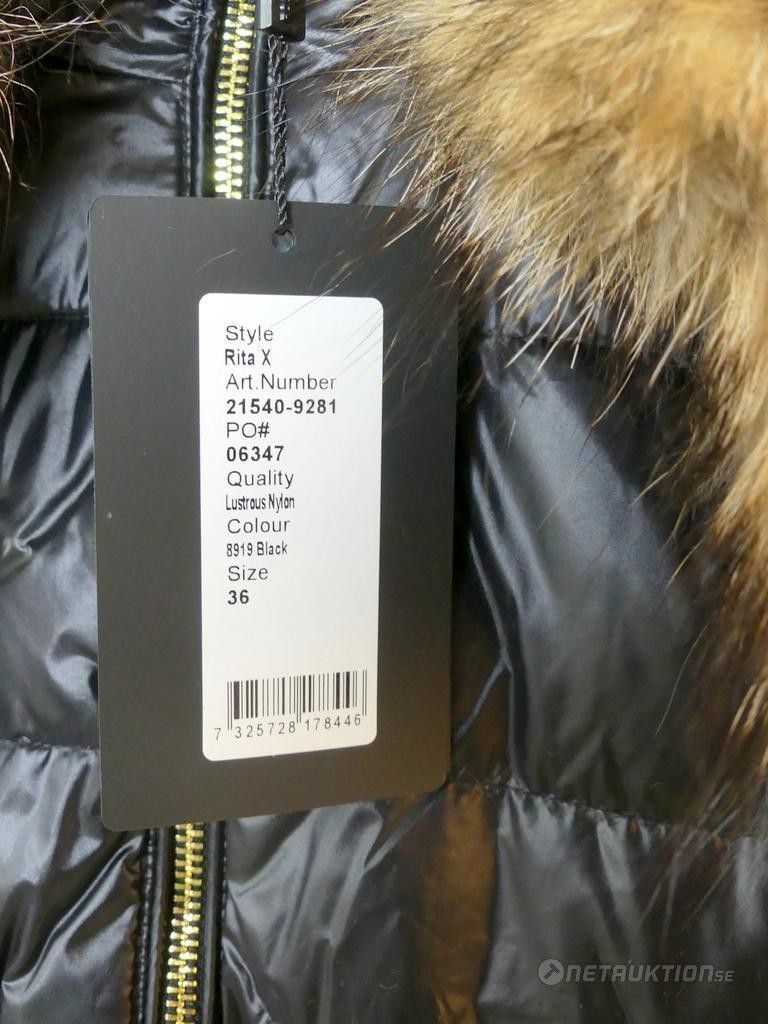 Style
Rita X
Art.Number
21540-9281
PO#
06347
Quality
Lustrous Nylon
Colour
8919 Black
Size
36
7 325728 178446
NETAUKTION.SE